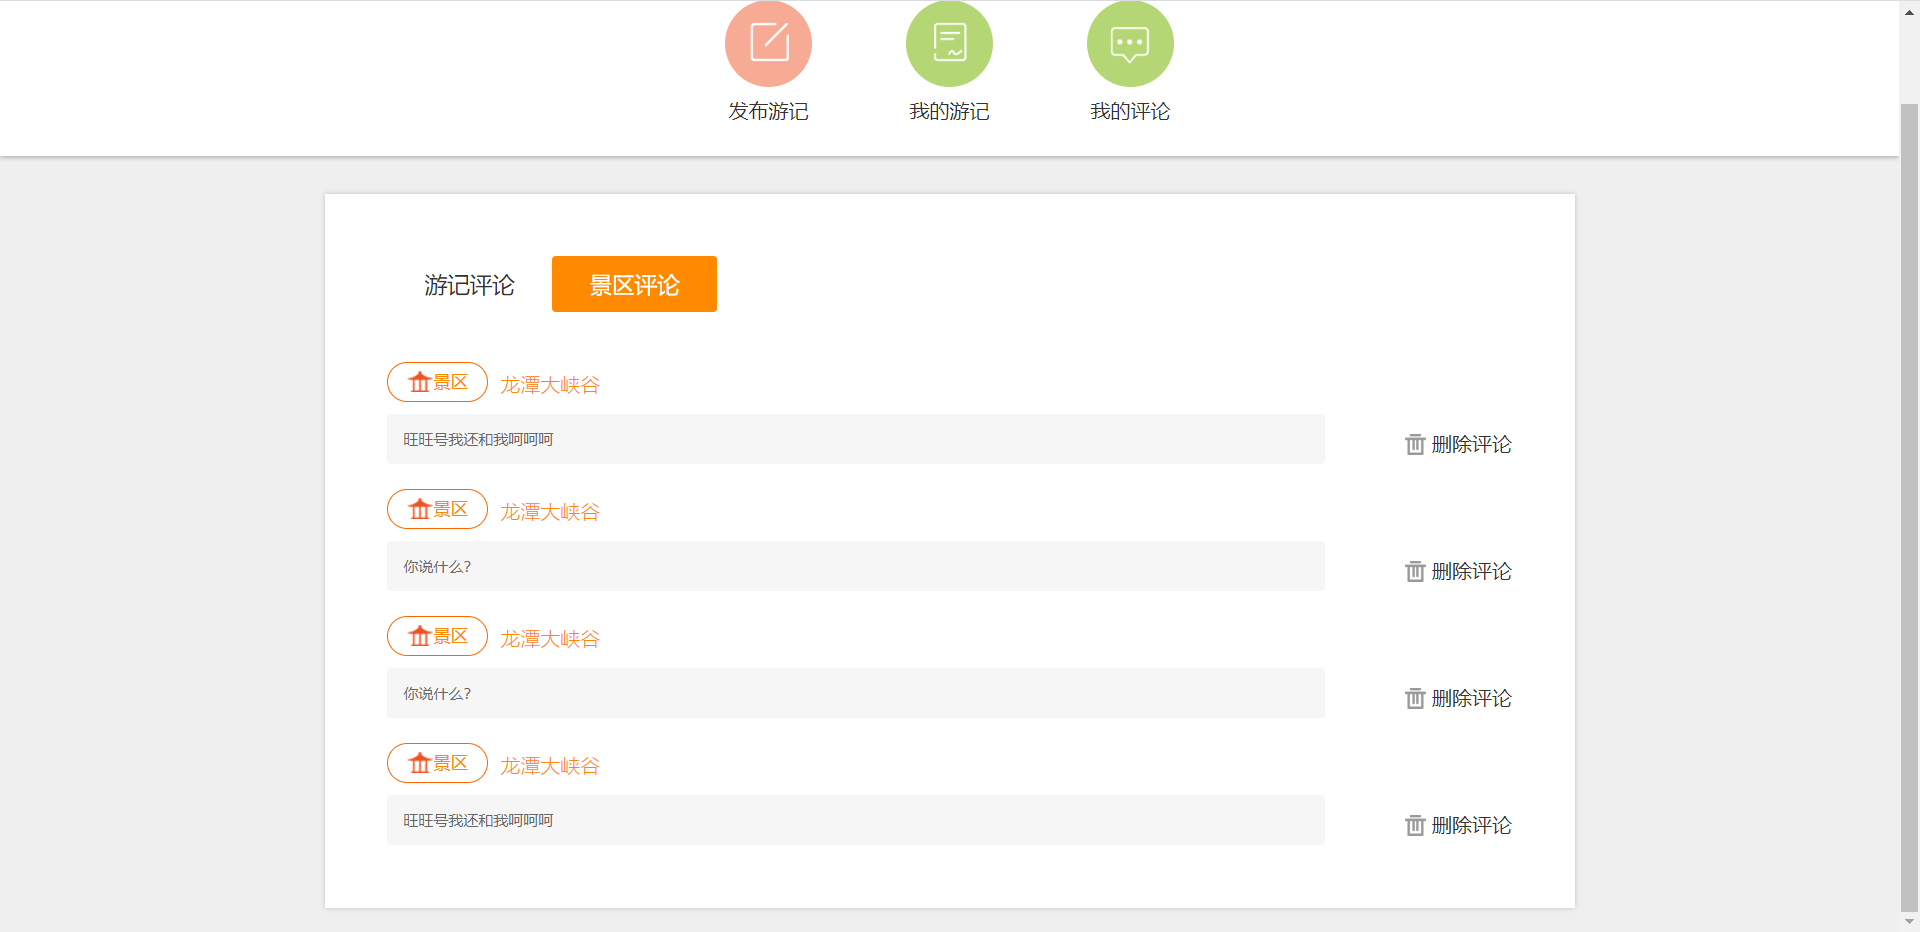 发布游记 我的游记 我的评论
游记评论 景区评论
景区 龙潭大峡谷
旺旺号我还和我呵呵呵 删除评论
景区 龙潭大峡谷
你说什么? 删除评论
景区 龙潭大峡谷
你说什么? 删除评论
景区 龙潭大峡谷
旺旺号我还和我呵呵呵 删除评论